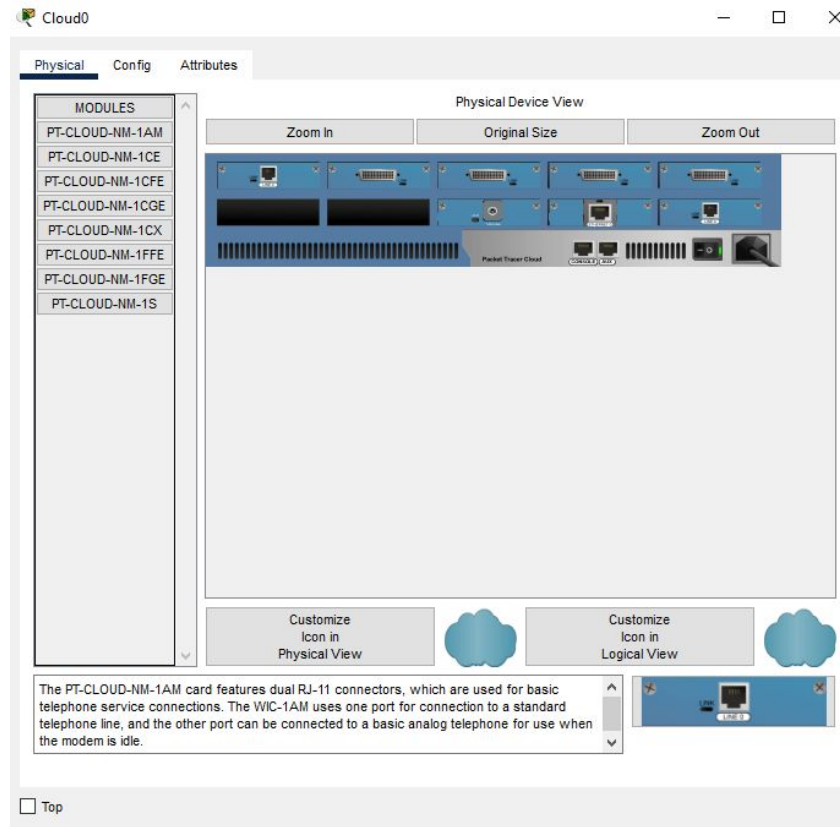 Cloud0
Physical Config Attributes
MODULES
PT-CLOUD-NM-1AM
PT-CLOUD-NM-1CE
PT-CLOUD-NM-1CFE
PT-CLOUD-NM-1CGE
PT-CLOUD-NM-1CX
PT-CLOUD-NM-1FFE
PT-CLOUD-NM-1FGE
PT-CLOUD-NM-1S
Physical Device View
Zoom In Original Size Zoom Out
Packet Tracer Cloud
CONSOLE AUX
Customize
Icon in
Physical View
Customize
Icon in
Logical View
The PT-CLOUD-NM-1AM card features dual RJ-11 connectors, which are used for basic
telephone service connections. The WIC-1AM uses one port for connection to a standard
telephone line, and the other port can be connected to a basic analog telephone for use when
the modem is idle.
LINK
LINE 0
Top